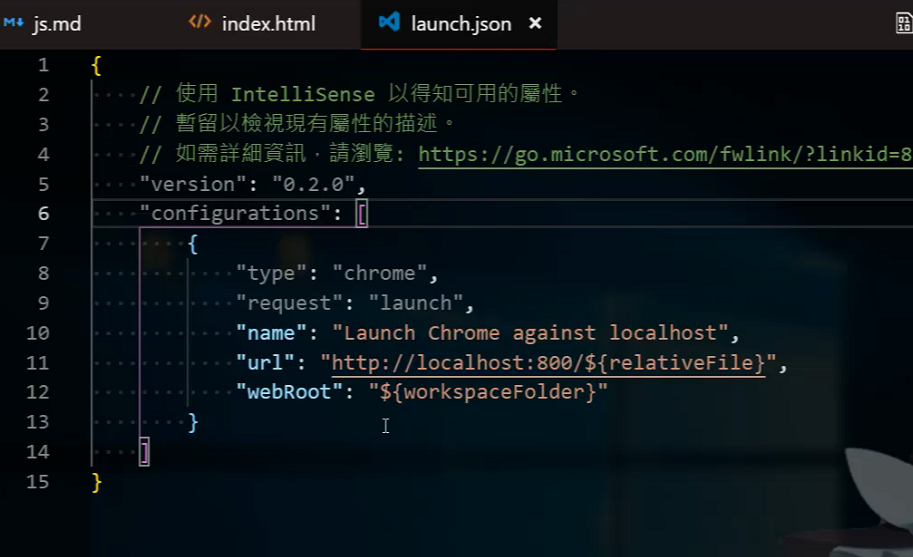 js.md
index.html
launch.json
1 {
2 // 使用 IntelliSense 以得知可用的屬性。
3 // 暫留以檢視現有屬性的描述。
4 // 如需詳細資訊，請瀏覽: https://go.microsoft.com/fwlink/?linkid=8
5 "version": "0.2.0",
6 "configurations": [
7 {
8 "type": "chrome",
9 "request": "launch",
10 "name": "Launch Chrome against localhost",
11 "url": "http://localhost:800/${relativeFile}",
12 "webRoot": "${workspaceFolder}"
13 }
14 ]
15 }